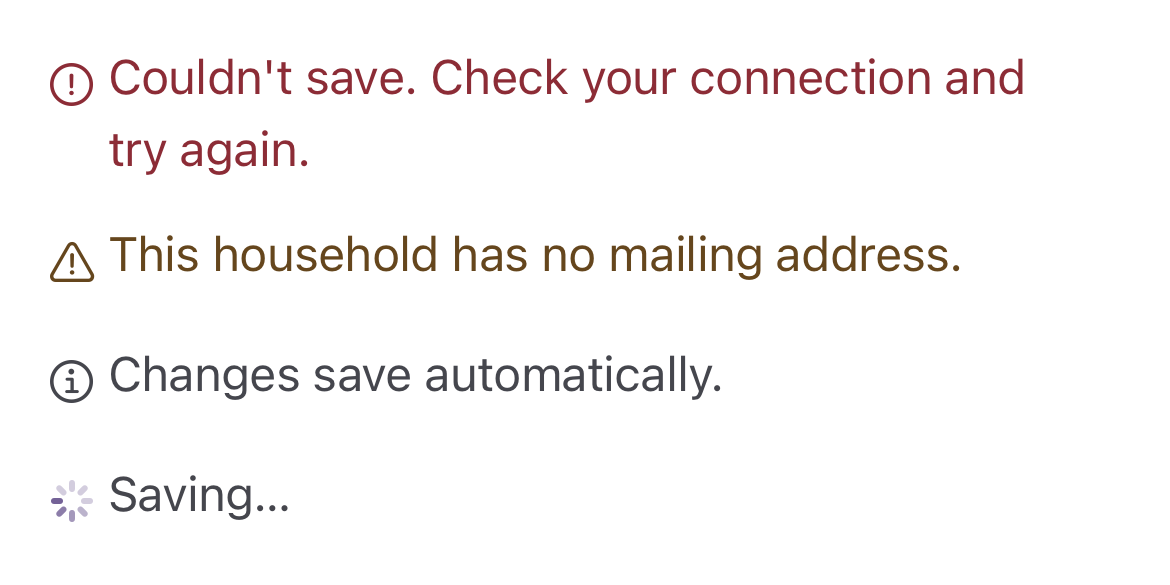 Couldn't save. Check your connection and
try again.
This household has no mailing address.
Changes save automatically.
Saving...